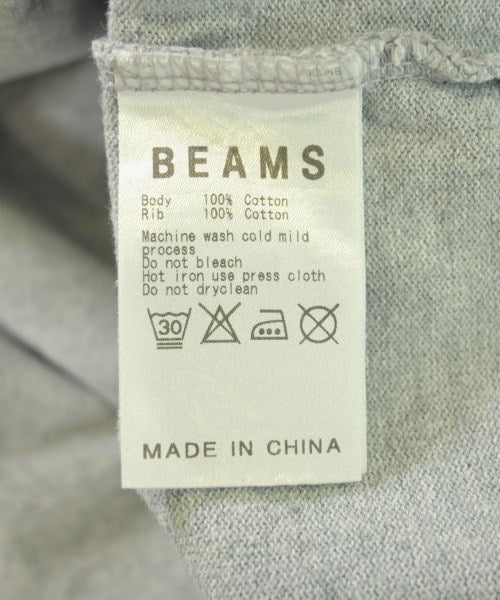 BEAMS
Body 100% Cotton
Rib 100% Cotton
Machine wash cold mild
process
Do not bleach
Hot iron use press cloth
Do not dryclean
30
MADE IN CHINA